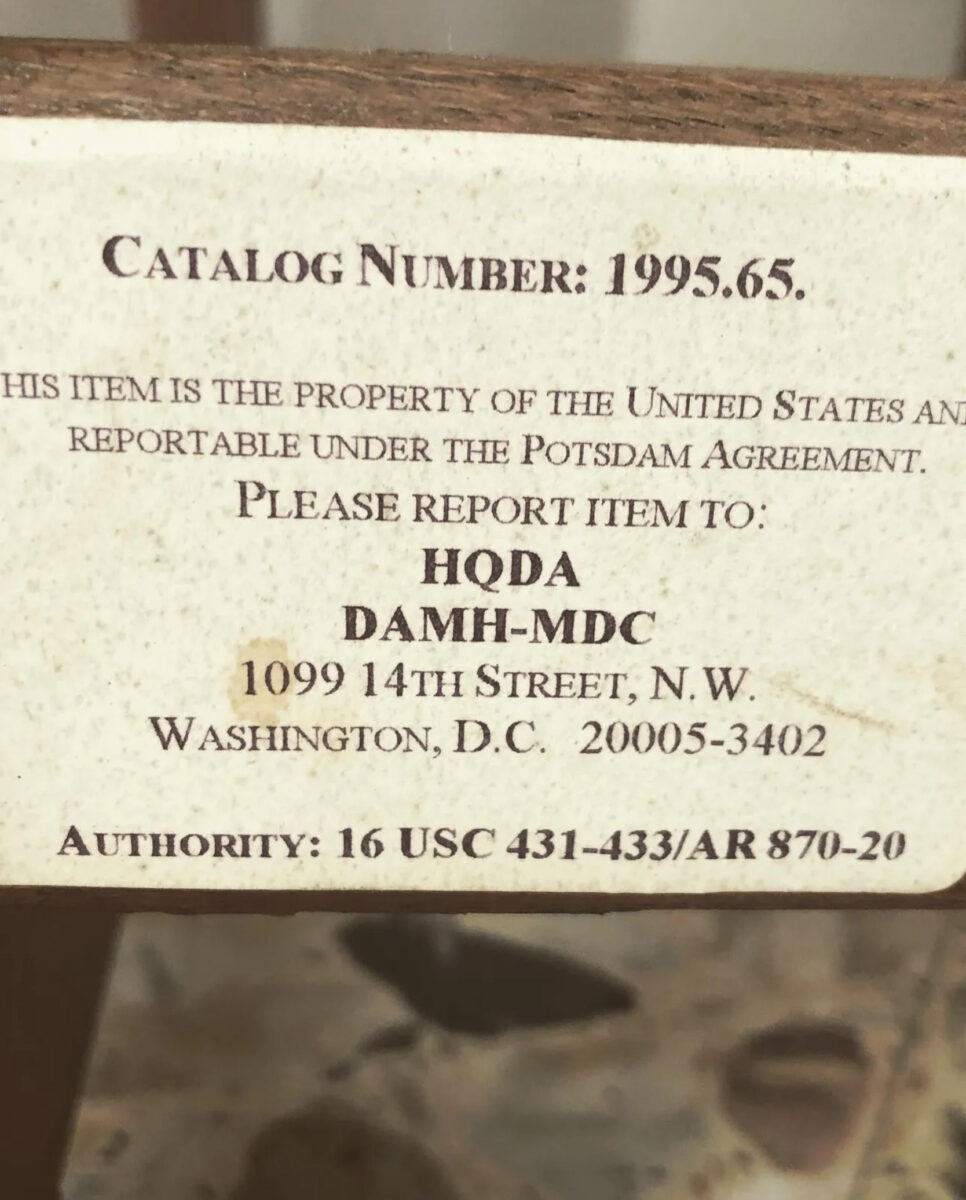 CATALOG NUMBER: 1995.65.
HIS ITEM IS THE PROPERTY OF THE UNITED STATES AN
REPORTABLE UNDER THE POTSDAM AGREEMENT.
PLEASE REPORT ITEM TO:
HQDA
DAMH-MDC
1099 14TH STREET, N.W.
WASHINGTON, D.C. 20005-3402
AUTHORITY: 16 USC 431-433/AR 870-20